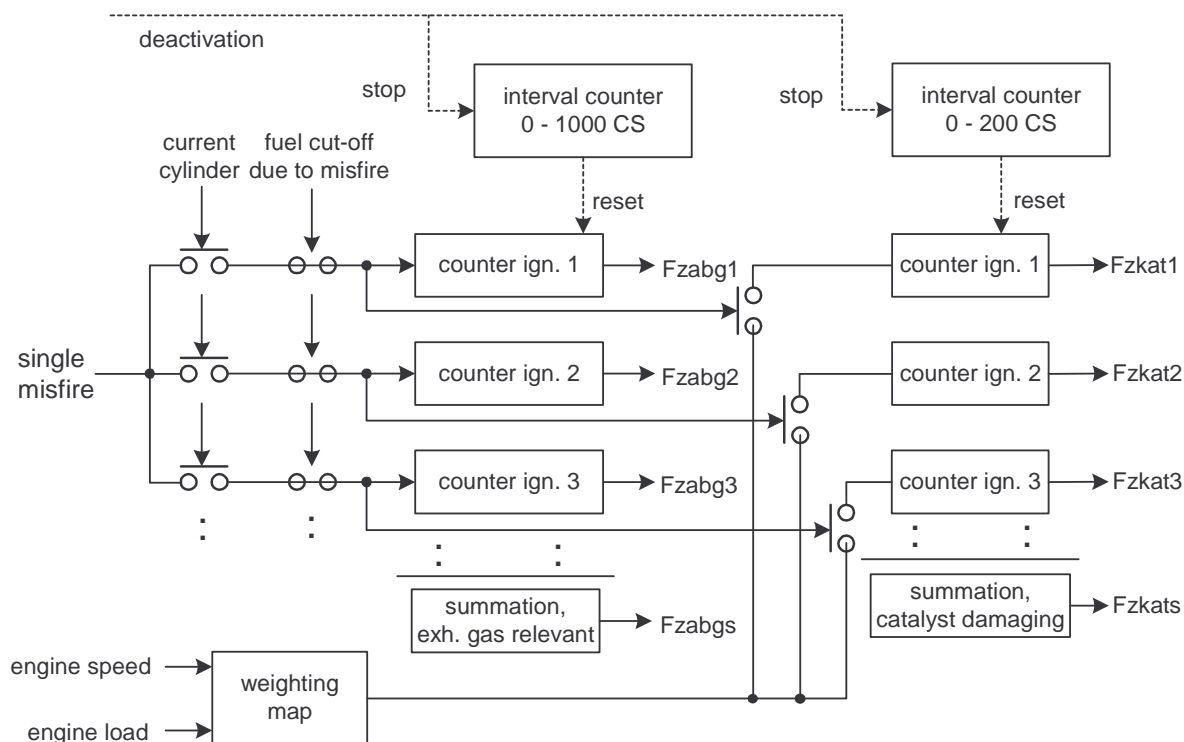 deactivation
stop
interval counter
0 - 1000 CS
stop
interval counter
0 - 200 CS
current
cylinder
fuel cut-off
due to misfire
reset
reset
counter ign. 1
Fzabg1
counter ign. 1
Fzkat1
single
misfire
counter ign. 2
Fzabg2
counter ign. 2
Fzkat2
counter ign. 3
Fzabg3
counter ign. 3
Fzkat3
: : : : : :
summation,
exh. gas relevant
Fzabgs
summation,
catalyst damaging
Fzkats
engine speed
engine load
weighting
map